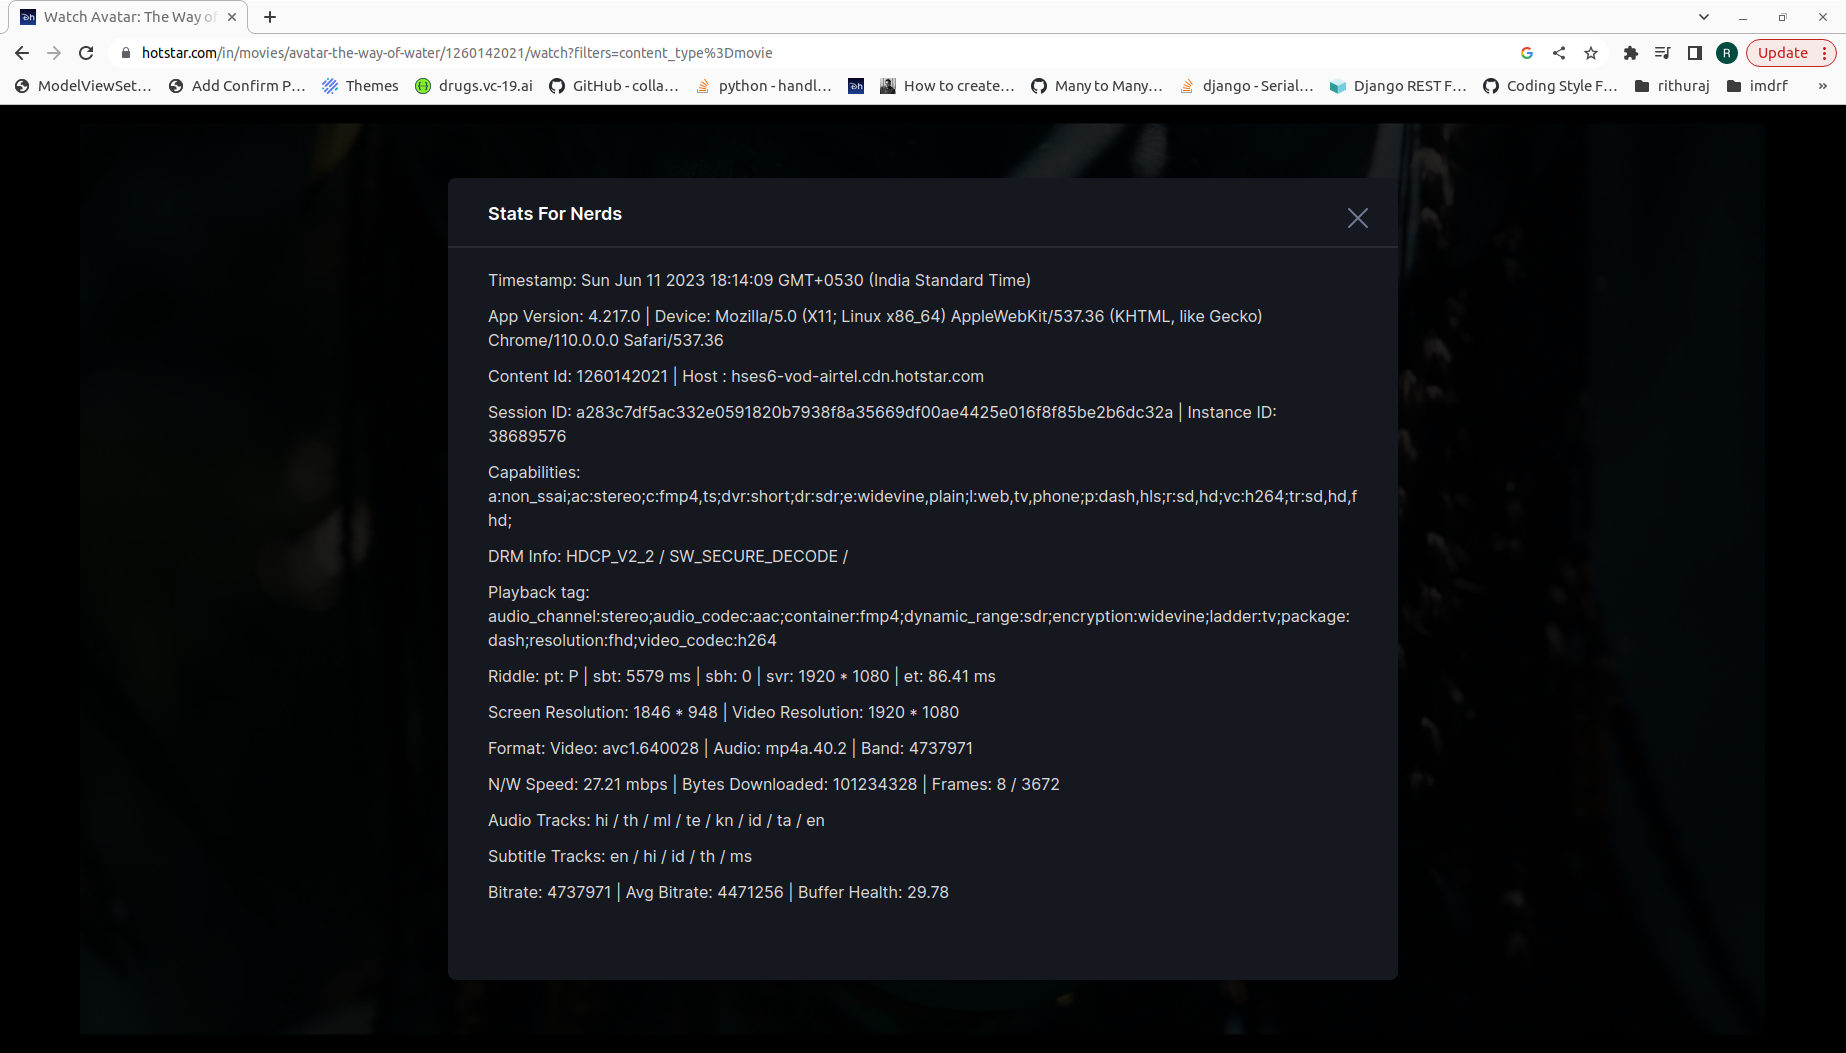 Watch Avatar: The Way of
hotstar.com/in/movies/avatar-the-way-of-water/1260142021/watch?filters=content_type%3Dmovie
R
Update
ModelViewSet...
Add Confirm P...
Themes
drugs.vc-19.ai
GitHub - colla...
python - handl...
How to create...
Many to Many...
django - Serial...
Django REST F...
Coding Style F...
rithuraj
imdrf
»
Stats For Nerds
Timestamp: Sun Jun 11 2023 18:14:09 GMT+0530 (India Standard Time)
App Version: 4.217.0 | Device: Mozilla/5.0 (X11; Linux x86_64) AppleWebKit/537.36 (KHTML, like Gecko)
Chrome/110.0.0.0 Safari/537.36
Content Id: 1260142021 | Host : hses6-vod-airtel.cdn.hotstar.com
Session ID: a283c7df5ac332e0591820b7938f8a35669df00ae4425e016f8f85be2b6dc32a | Instance ID:
38689576
Capabilities:
a:non_ssai;ac:stereo;c:fmp4,ts;dvr:short;dr:sdr;e:widevine,plain;l:web,tv,phone;p:dash,hls;r:sd,hd;vc:h264;tr:sd,hd,f
hd;
DRM Info: HDCP_V2_2 / SW_SECURE_DECODE /
Playback tag:
audio_channel:stereo;audio_codec:aac;container:fmp4;dynamic_range:sdr;encryption:widevine;ladder:tv;package:
dash;resolution:fhd;video_codec:h264
Riddle: pt: P | sbt: 5579 ms | sbh: 0 | svr: 1920 * 1080 | et: 86.41 ms
Screen Resolution: 1846 * 948 | Video Resolution: 1920 * 1080
Format: Video: avc1.640028 | Audio: mp4a.40.2 | Band: 4737971
N/W Speed: 27.21 mbps | Bytes Downloaded: 101234328 | Frames: 8 / 3672
Audio Tracks: hi / th / ml / te / kn / id / ta / en
Subtitle Tracks: en / hi / id / th / ms
Bitrate: 4737971 | Avg Bitrate: 4471256 | Buffer Health: 29.78